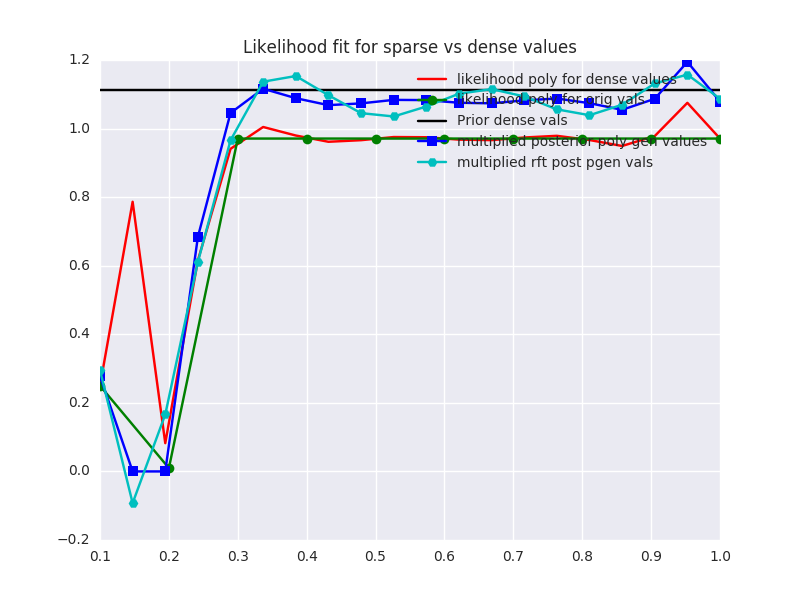 Likelihood fit for sparse vs dense values
1.2
1.0
0.8
0.6
0.4
0.2
0.0
−0.2
likelihood poly for dense values
likelihood poly for orig vals
Prior dense vals
multiplied posterior poly gen values
multiplied rft post pgen vals
0.1 0.2 0.3 0.4 0.5 0.6 0.7 0.8 0.9 1.0